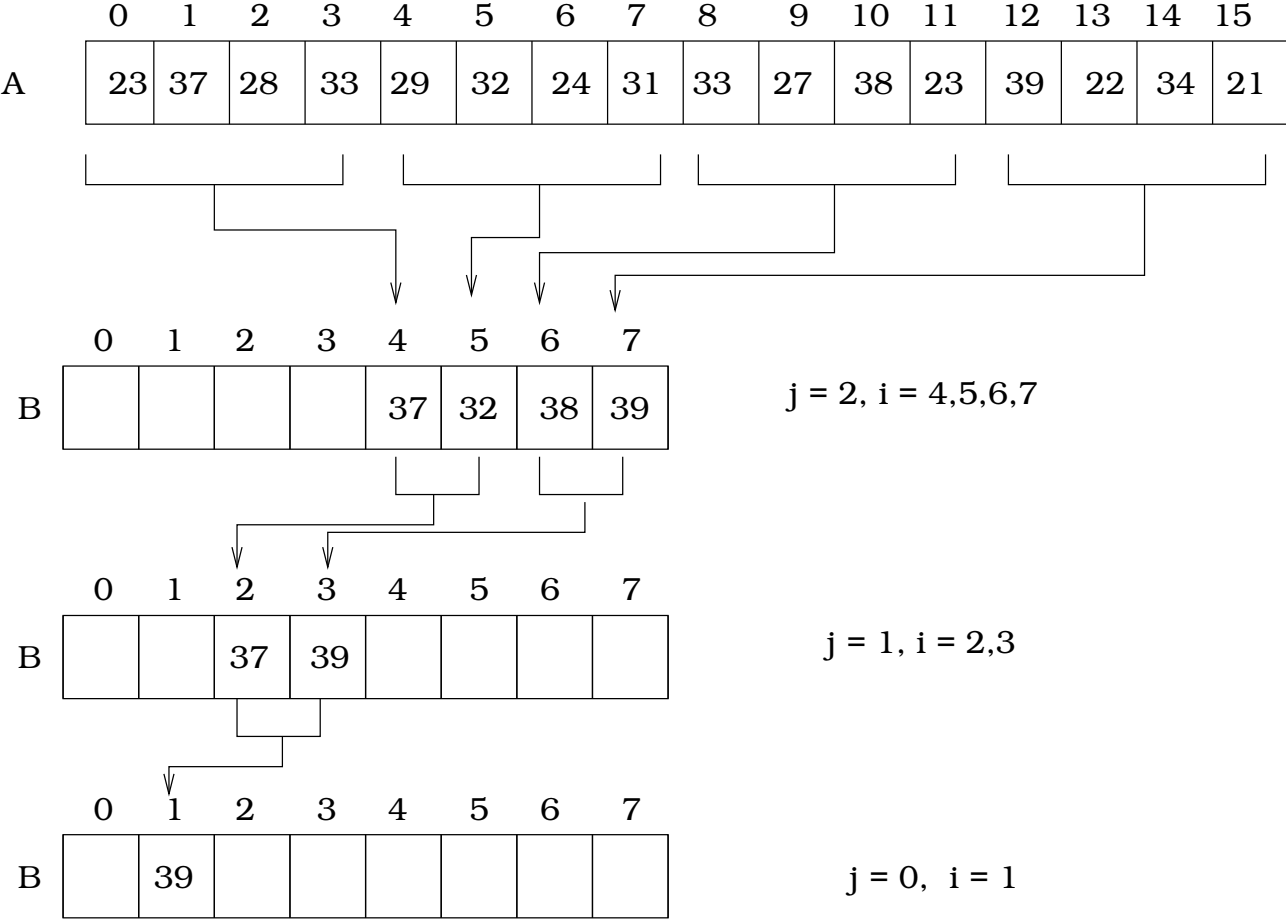 0 1 2 3 4 5 6 7 8 9 10 11 12 13 14 15
A 23 37 28 33 29 32 24 31 33 27 38 23 39 22 34 21
0 1 2 3 4 5 6 7
B 37 32 38 39 j = 2, i = 4,5,6,7
0 1 2 3 4 5 6 7
B 37 39 j = 1, i = 2,3
0 1 2 3 4 5 6 7
B 39 j = 0, i = 1